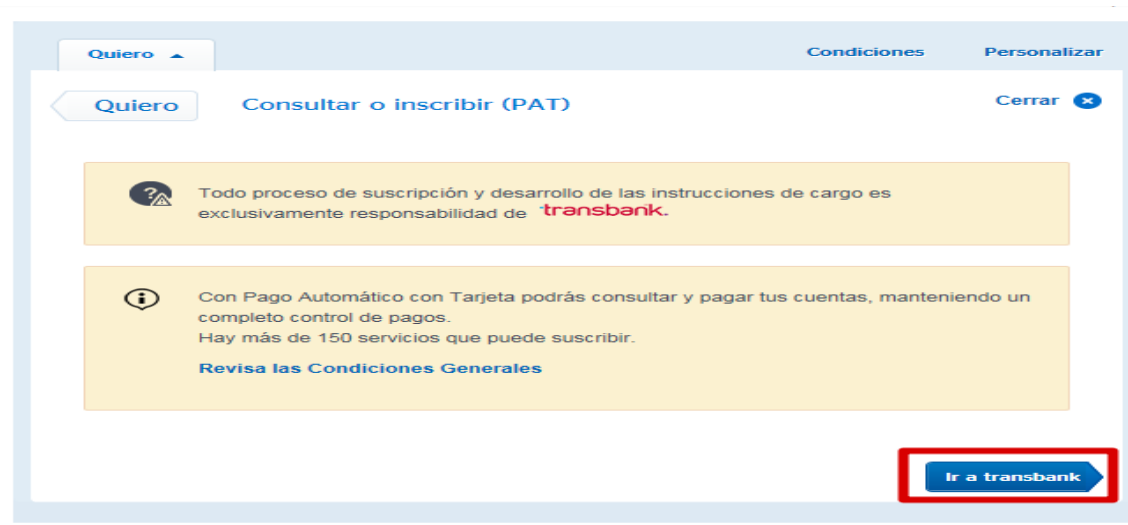 Quiero
Condiciones
Personalizar
Quiero
Consultar o inscribir (PAT)
Cerrar
Todo proceso de suscripción y desarrollo de las instrucciones de cargo es
exclusivamente responsabilidad de transbank.
Con Pago Automático con Tarjeta podrás consultar y pagar tus cuentas, manteniendo un
completo control de pagos.
Hay más de 150 servicios que puede suscribir.
Revisa las Condiciones Generales
Ir a transbank